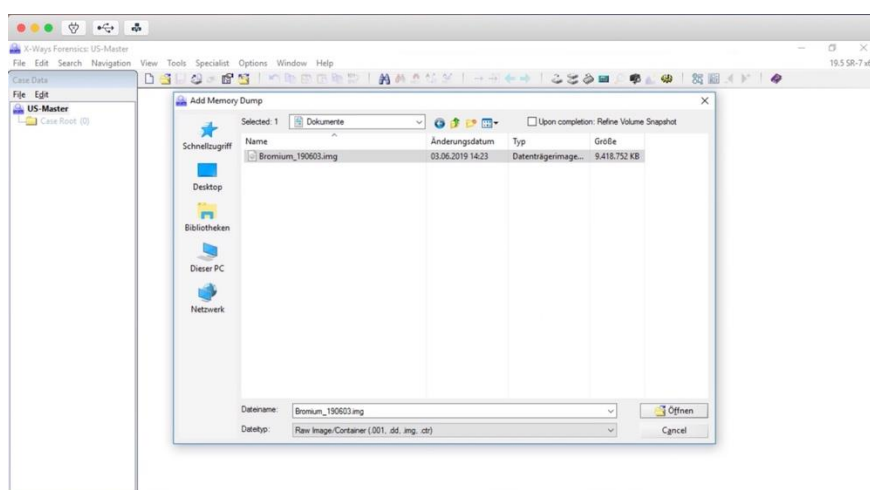 X-Ways Forensics: US-Master
File Edit Search Navigation View Tools Specialist Options Window Help
19.5 SR-7 x6
Case Data
File Edit
US-Master
Case Root (0)
Add Memory Dump
Selected: 1 Dokumente Upon completion: Refine Volume Snapshot
Name Änderungsdatum Typ Größe
Bromium_190603.img 03.06.2019 14:23 Datenträgerimage... 9.418.752 KB
Schnellzugriff
Desktop
Bibliotheken
Dieser PC
Netzwerk
Dateiname: Bromium_190603.img Öffnen
Dateityp: Raw Image/Container (.001, .dd, .img, .ctr) Cancel